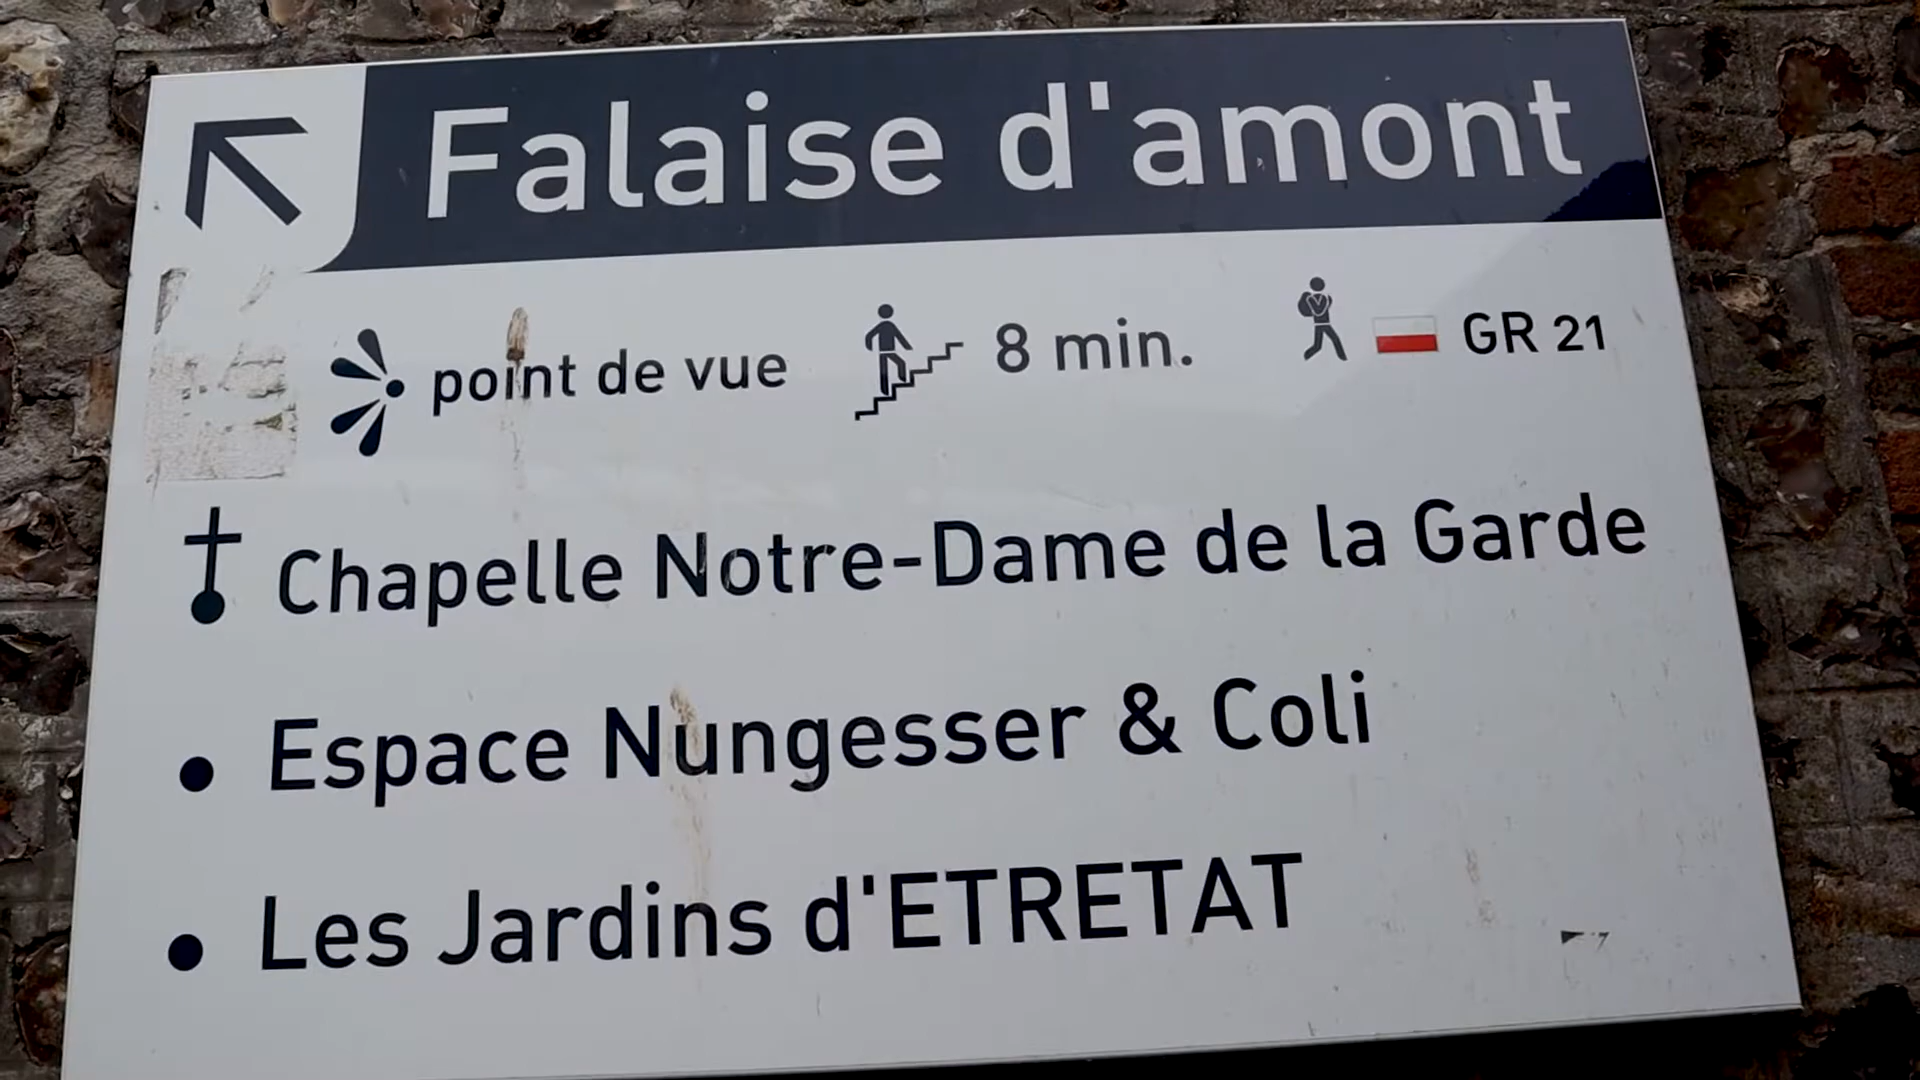 Falaise d'amont
point de vue 8 min. GR 21
Chapelle Notre-Dame de la Garde
• Espace Nungesser & Coli
• Les Jardins d'ETRETAT